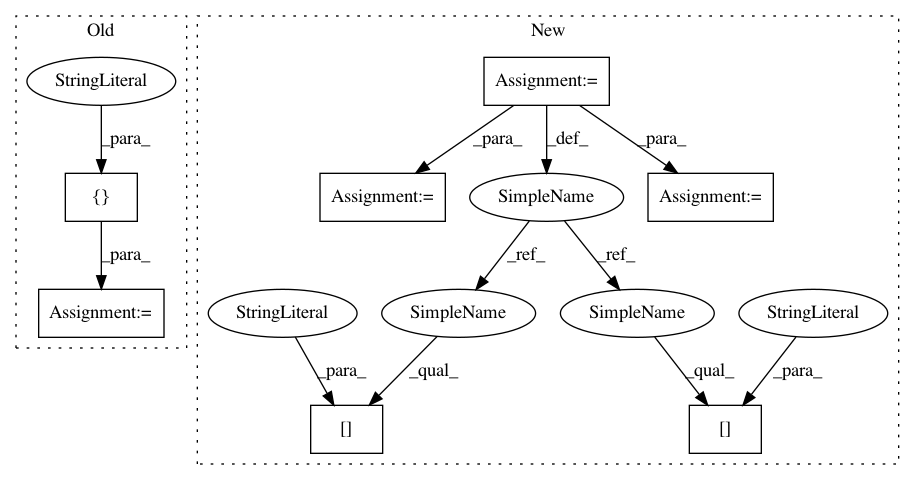 Old
New
StringLiteral
Assignment:=
_para_
_para_
_def_
_para_
{}
Assignment:=
SimpleName
Assignment:=
_para_
_ref_
_ref_
Assignment:=
StringLiteral
SimpleName
SimpleName
StringLiteral
_para_
_qual_
_qual_
_para_
[]
[]